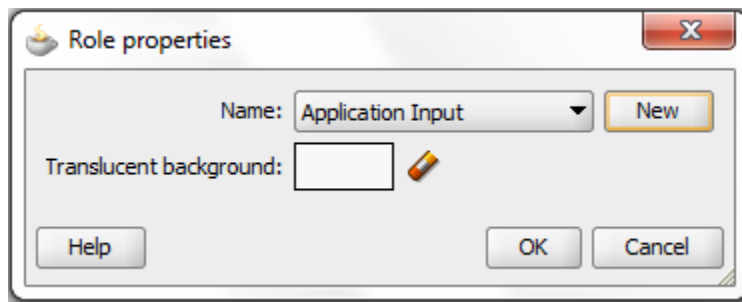 Role properties
Name: Application Input New
Translucent background:
Help OK Cancel